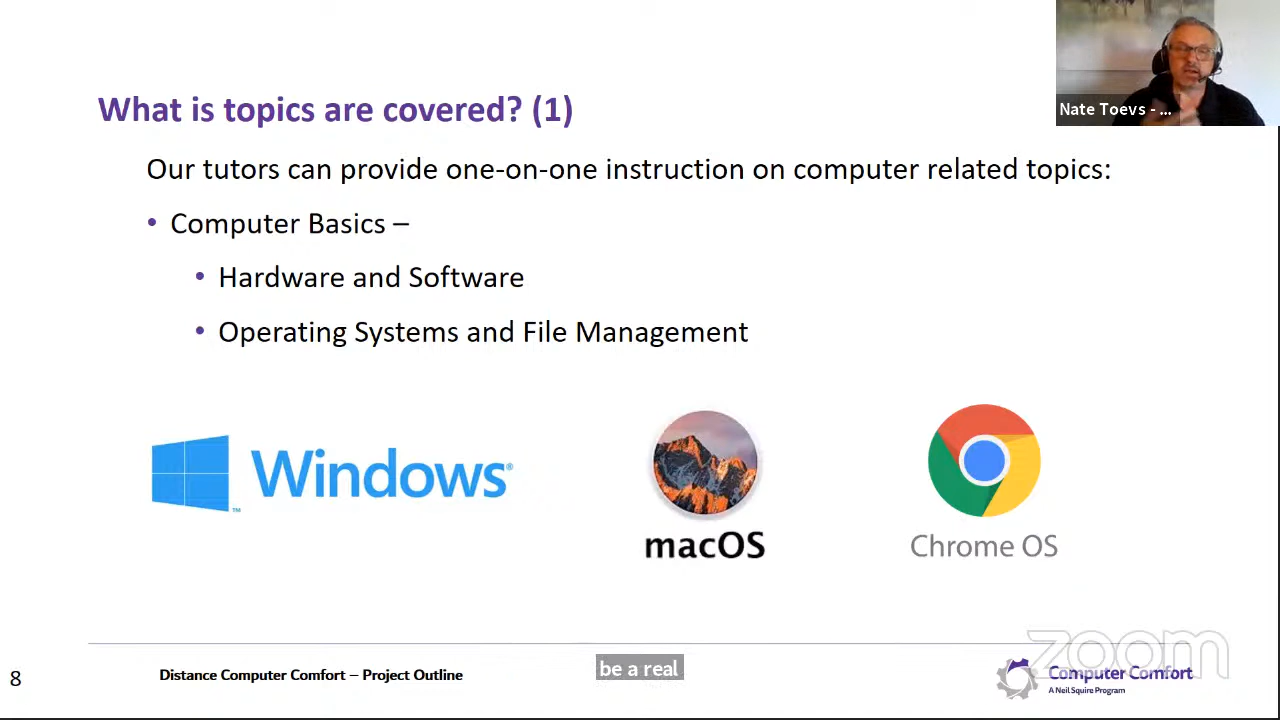 Nate Toevs - ...
What is topics are covered? (1)
Our tutors can provide one-on-one instruction on computer related topics:
• Computer Basics –
• Hardware and Software
• Operating Systems and File Management
Windows®
™
macOS
Chrome OS
zoom
8
Distance Computer Comfort – Project Outline
be a real
Computer Comfort
A Neil Squire Program